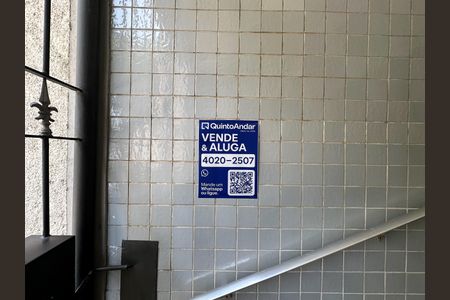 QuintoAndar
VENDE
& ALUGA
4020-2507
Mande um
Whatsapp
ou ligue.